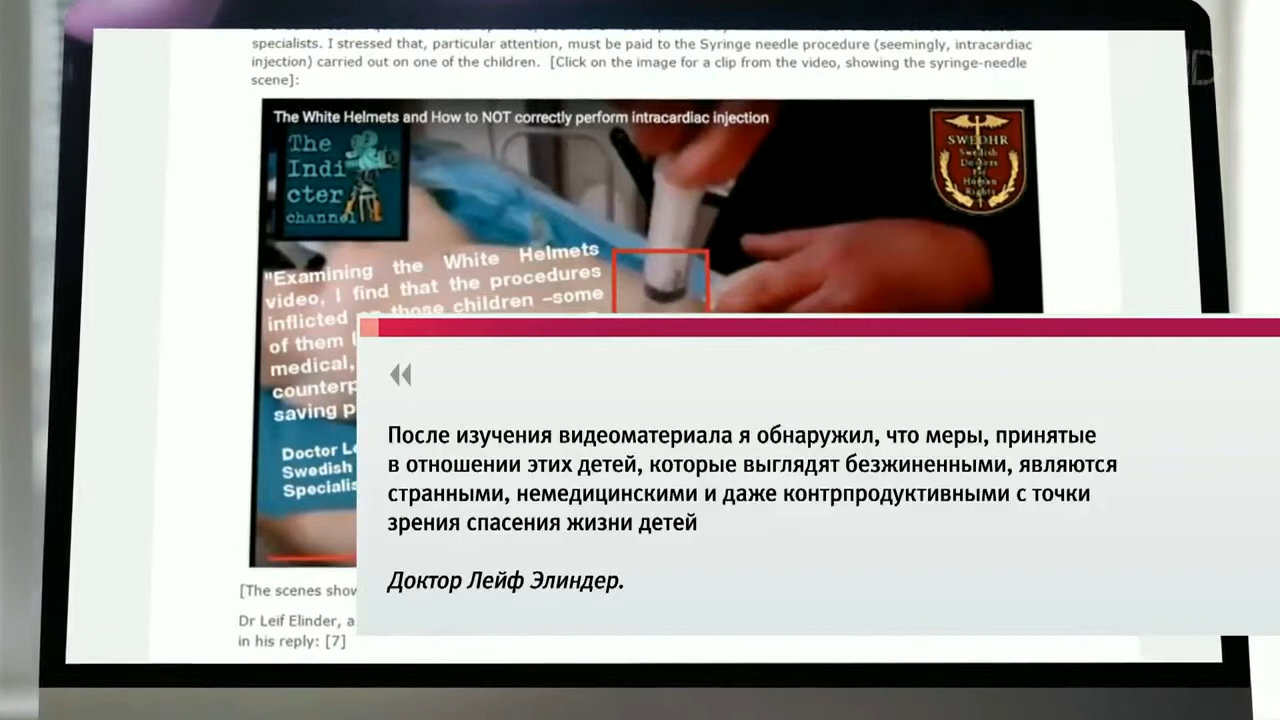 specialists. I stressed that, particular attention, must be paid to the Syringe needle procedure (seemingly, intracardiac
injection) carried out on one of the children. [Click on the image for a clip from the video, showing the syringe-needle
scene]:
The White Helmets and How to NOT correctly perform intracardiac injection
The
Indi
cter
channel
SWEDHR
Swedish
Doctors
For
Human
Rights
"Examining the White Helmets
video, I find that the procedures
inflicted on those children –some
of them
medical,
counterp
saving p
Doctor Le
Swedish
Specialis
«
После изучения видеоматериала я обнаружил, что меры, принятые
в отношении этих детей, которые выглядят безжиненными, являются
странными, немедицинскими и даже контрпродуктивными с точки
зрения спасения жизни детей
Доктор Лейф Элиндер.
[The scenes show
Dr Leif Elinder, a
in his reply: [7]